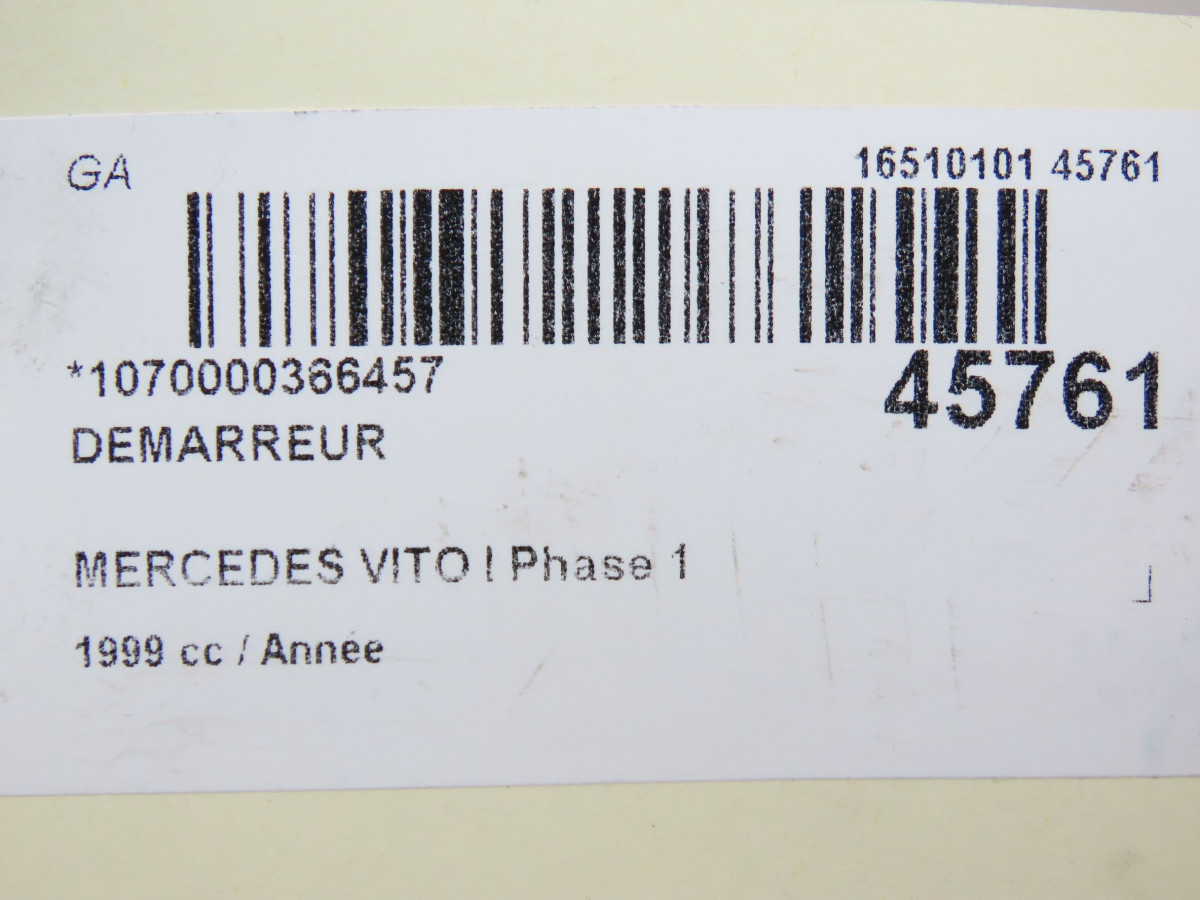 GA
16510101 45761
*1070000366457
45761
DEMARREUR
MERCEDES VITO I Phase 1
1999 cc / Année